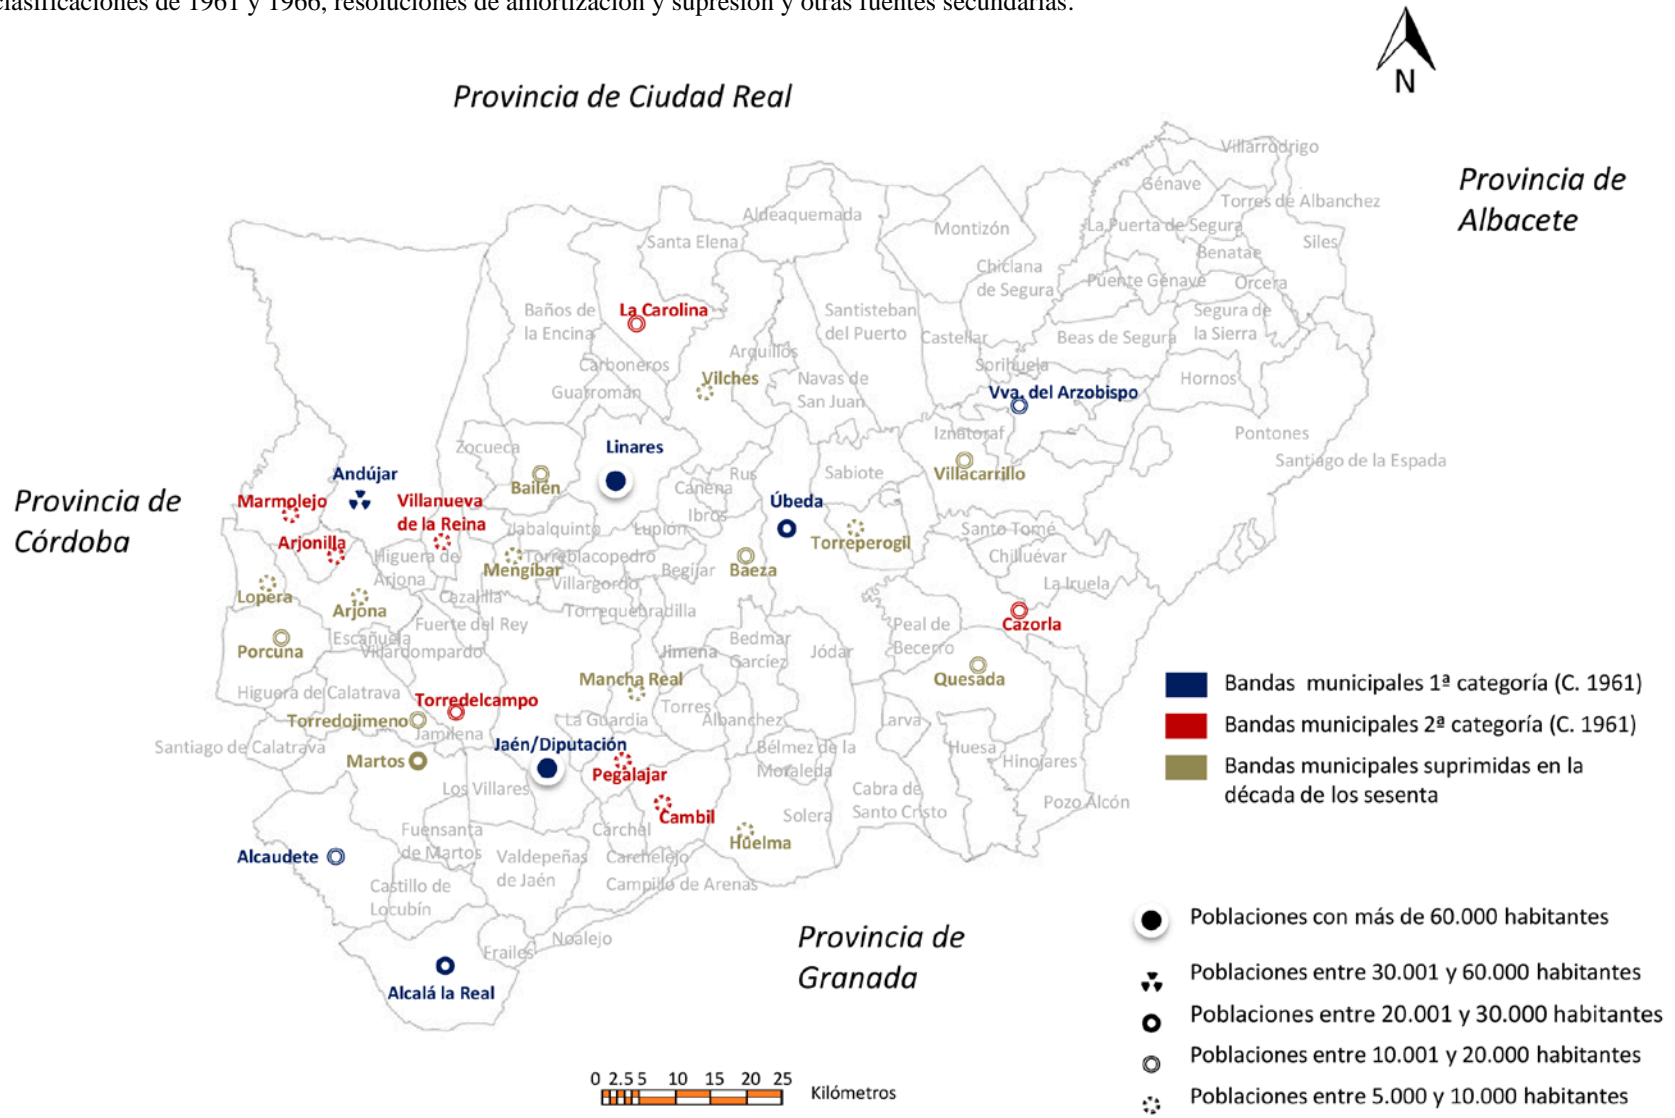 clasificaciones de 1961 y 1966, resoluciones de amortización y supresión y otras fuentes secundarias.
N
Provincia de Ciudad Real
Provincia de
Albacete
Villarrodrigo
Génave
Torres de Albanchez
Aldeaquemada
Montizón
La Puerta de Segura
Santa Elena
Siles
Benatae
Chiclana
de Segura
Puente Génave
Orcera
Baños de
la Encina
La Carolina
Santisteban
del Puerto
Segura de
la Sierra
Castellar
Beas de Segura
Arquillos
Carboneros
Sorihuela
Vilches
Navas de
San Juan
Hornos
Guarromán
Vva. del Arzobispo
Iznatoraf
Pontones
Zocueca
Linares
Santiago de la Espada
Andújar
Bailén
Rus
Sabiote
Villacarrillo
Canena
Provincia de
Córdoba
Marmolejo
Villanueva
de la Reina
Úbeda
Ibros
Jabalquinto
Lupión
Santo Tomé
Arjonilla
Torreperogil
Higuera de
Arjona
Torreblacopedro
Chilluévar
Mengíbar
Begíjar
Baeza
Villargordo
La Iruela
Lopera
Cazalilla
Arjona
Torrequebradilla
Fuerte del Rey
Cazorla
Peal de
Becerro
Escañuela
Bedmar
Garcíez
Porcuna
Villardompardo
Jimena
Jódar
Mancha Real
Quesada
Higuera de Calatrava
Torredelcampo
Torres
Torredojimeno
La Guardia
Albanchez
Larva
Jamilena
Santiago de Calatrava
Jaén/Diputación
Bélmez de la
Moraleda
Huesa
Martos
Hinojares
Pegalajar
Los Villares
Cabra de
Santo Cristo
Pozo Alcón
Cambil
Solera
Fuensanta
de Martos
Cárchel
Huelma
Alcaudete
Valdepeñas
de Jaén
Carchelejo
Castillo de
Locubín
Campillo de Arenas
Noalejo
Frailes
Alcalá la Real
Provincia de
Granada
Bandas municipales 1ª categoría (C. 1961)
Bandas municipales 2ª categoría (C. 1961)
Bandas municipales suprimidas en la
década de los sesenta
Poblaciones con más de 60.000 habitantes
Poblaciones entre 30.001 y 60.000 habitantes
Poblaciones entre 20.001 y 30.000 habitantes
Poblaciones entre 10.001 y 20.000 habitantes
Poblaciones entre 5.000 y 10.000 habitantes
0 2.5 5 10 15 20 25
Kilómetros